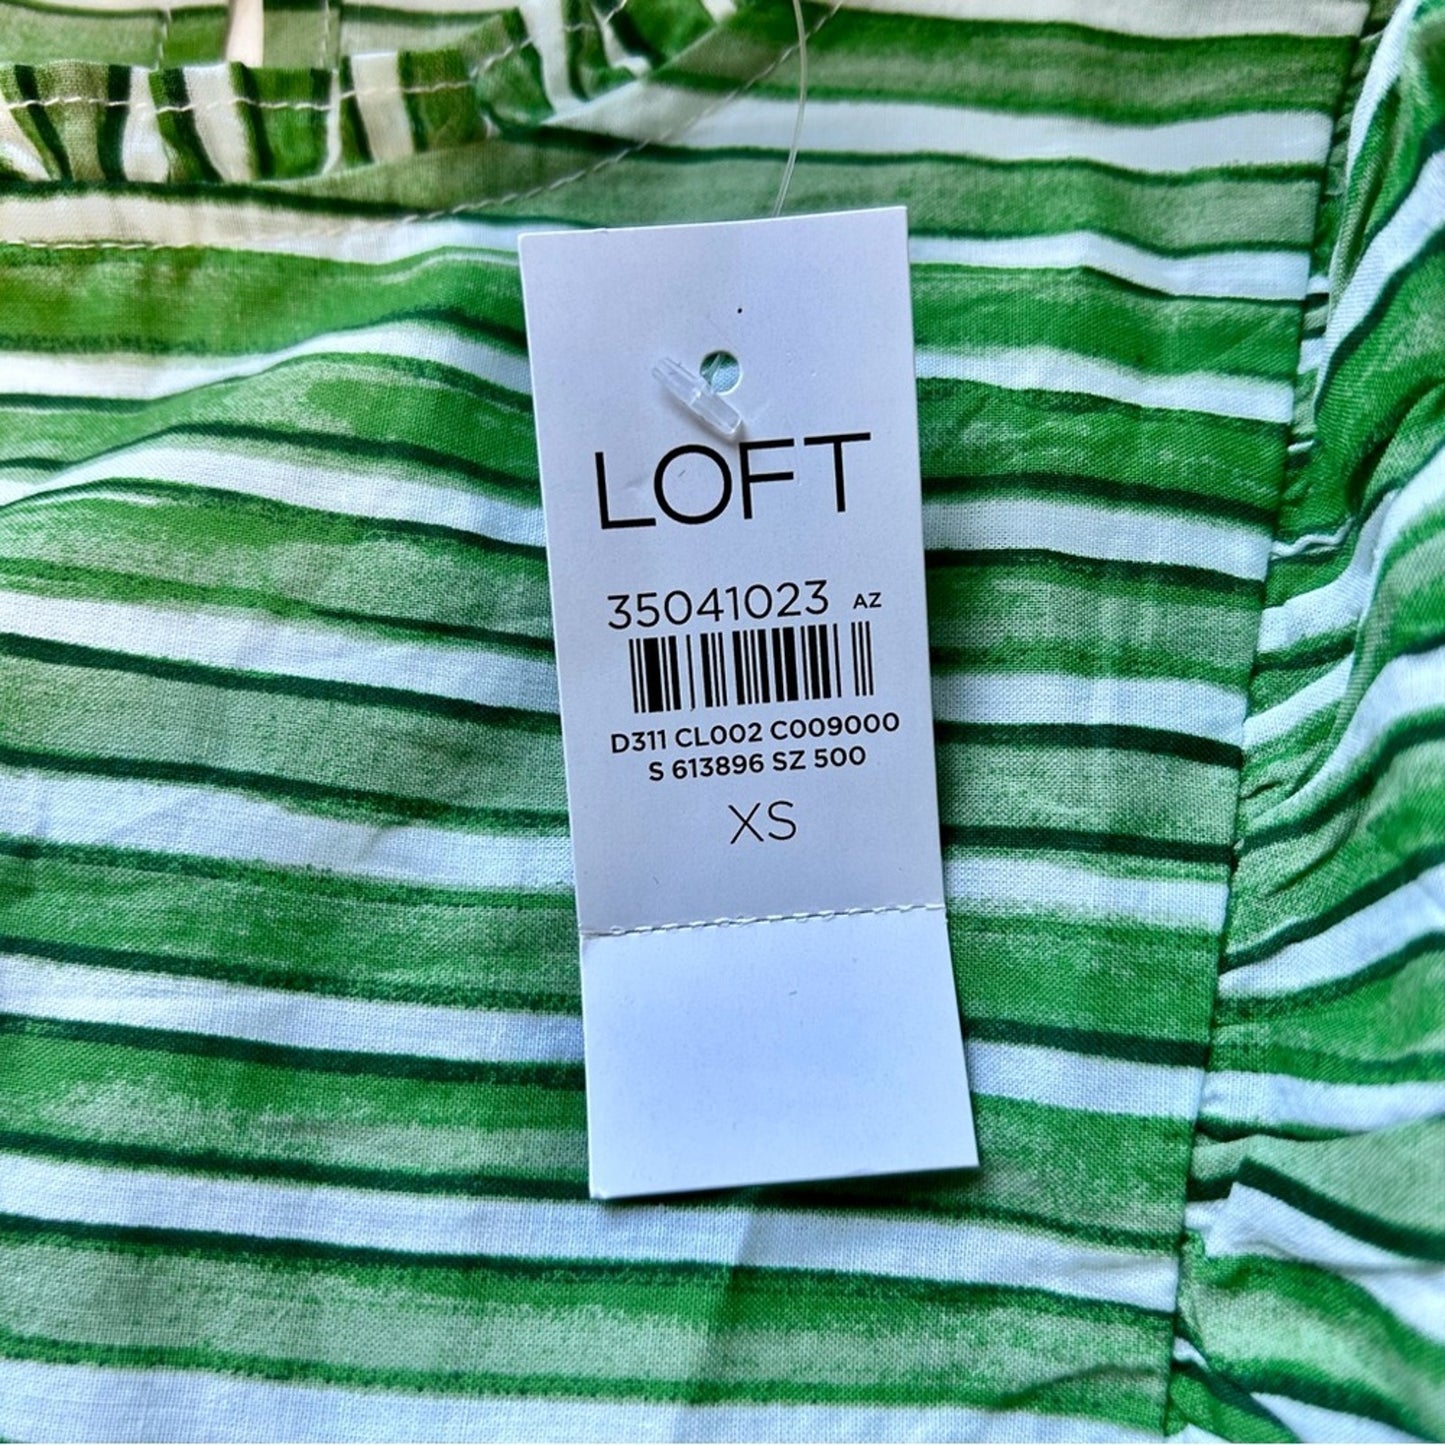 LOFT
35041023 AZ
D311 CL002 C009000
S 613896 SZ 500
XS